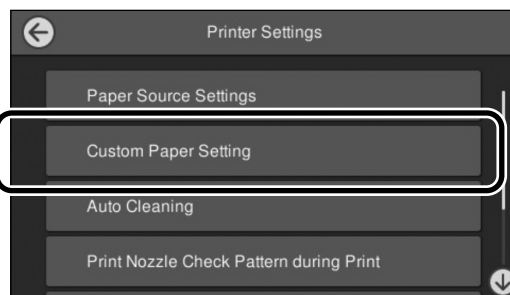 Printer Settings
Paper Source Settings
Custom Paper Setting
Auto Cleaning
Print Nozzle Check Pattern during Print